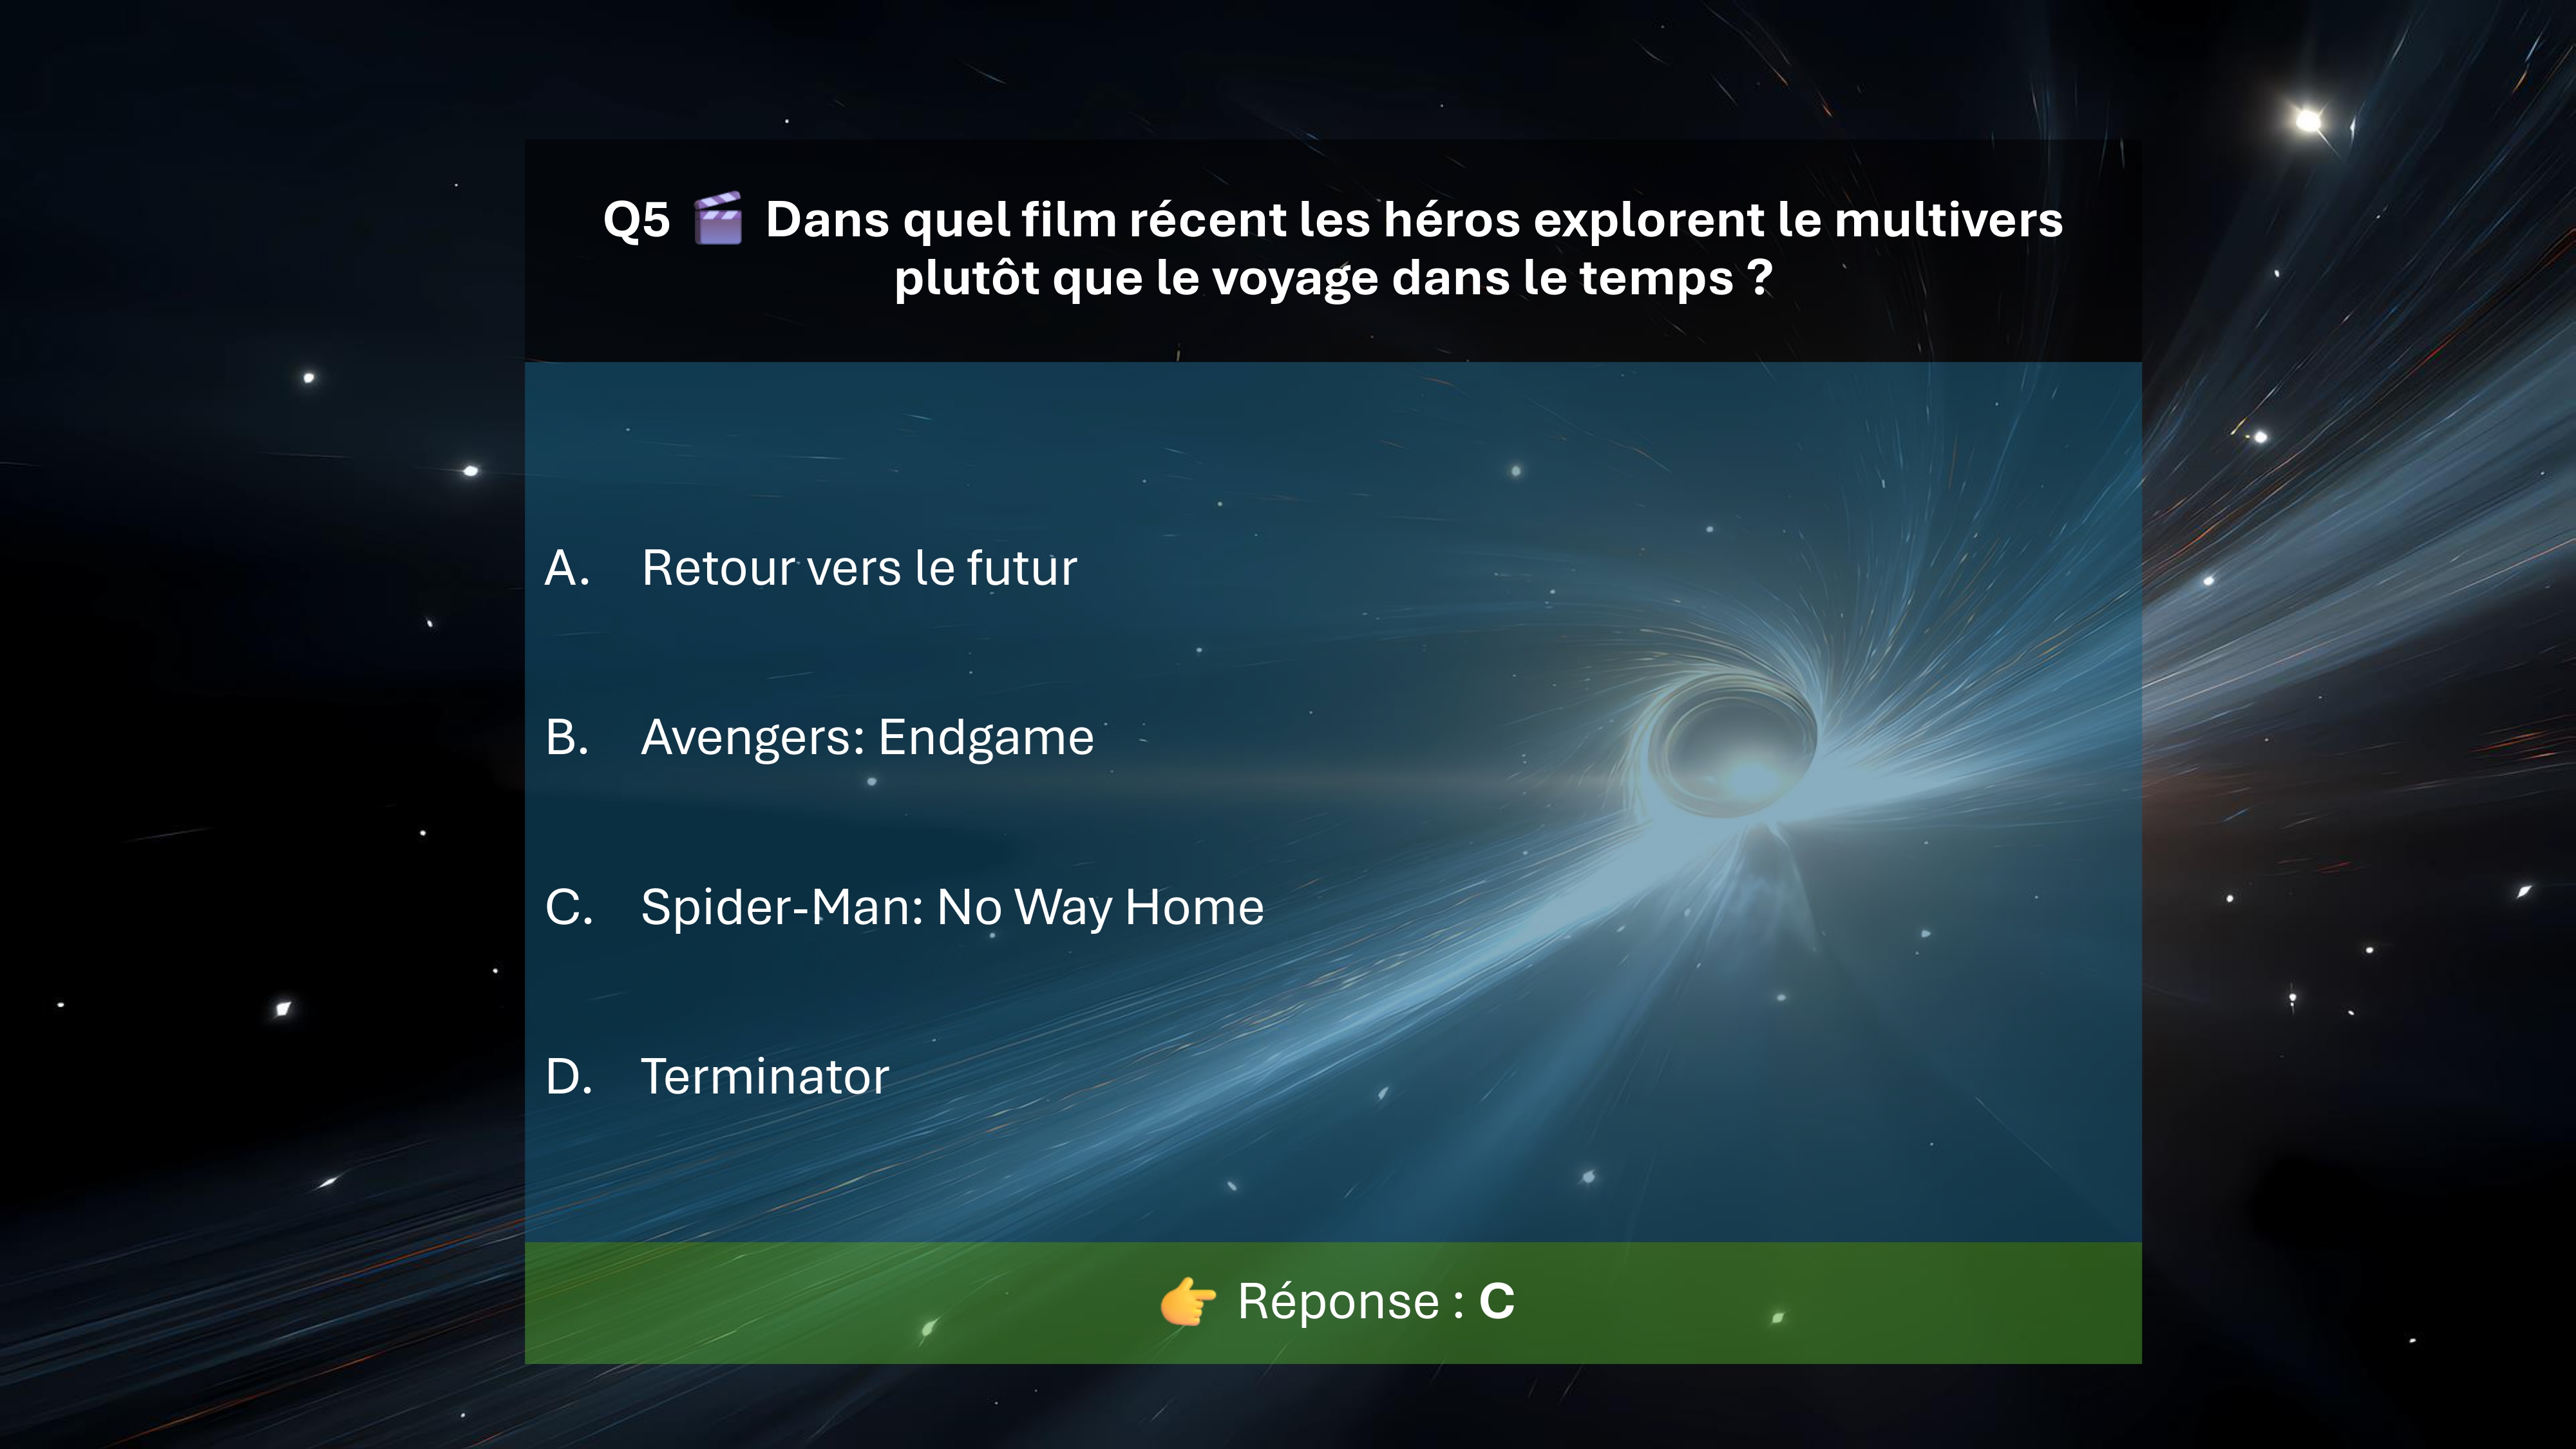 Q5 🎬 Dans quel film récent les héros explorent le multivers
plutôt que le voyage dans le temps ?
A. Retour vers le futur
B. Avengers: Endgame
C. Spider-Man: No Way Home
D. Terminator
👉 Réponse : C